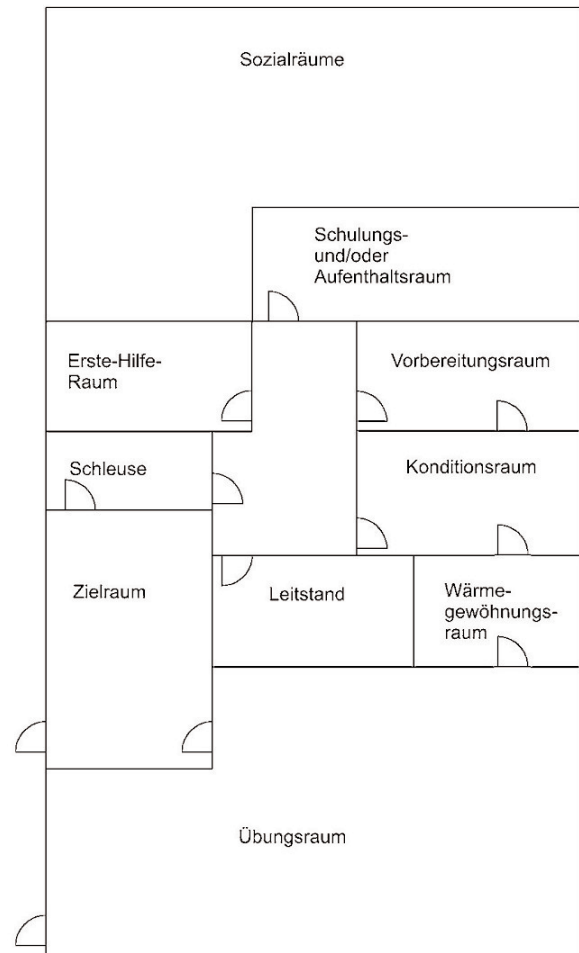 Sozialräume
Schulungs-
und/oder
Aufenthaltsraum
Erste-Hilfe-
Raum
Vorbereitungsraum
Schleuse
Konditionsraum
Zielraum
Leitstand
Wärme-
gewöhnungs-
raum
Übungsraum